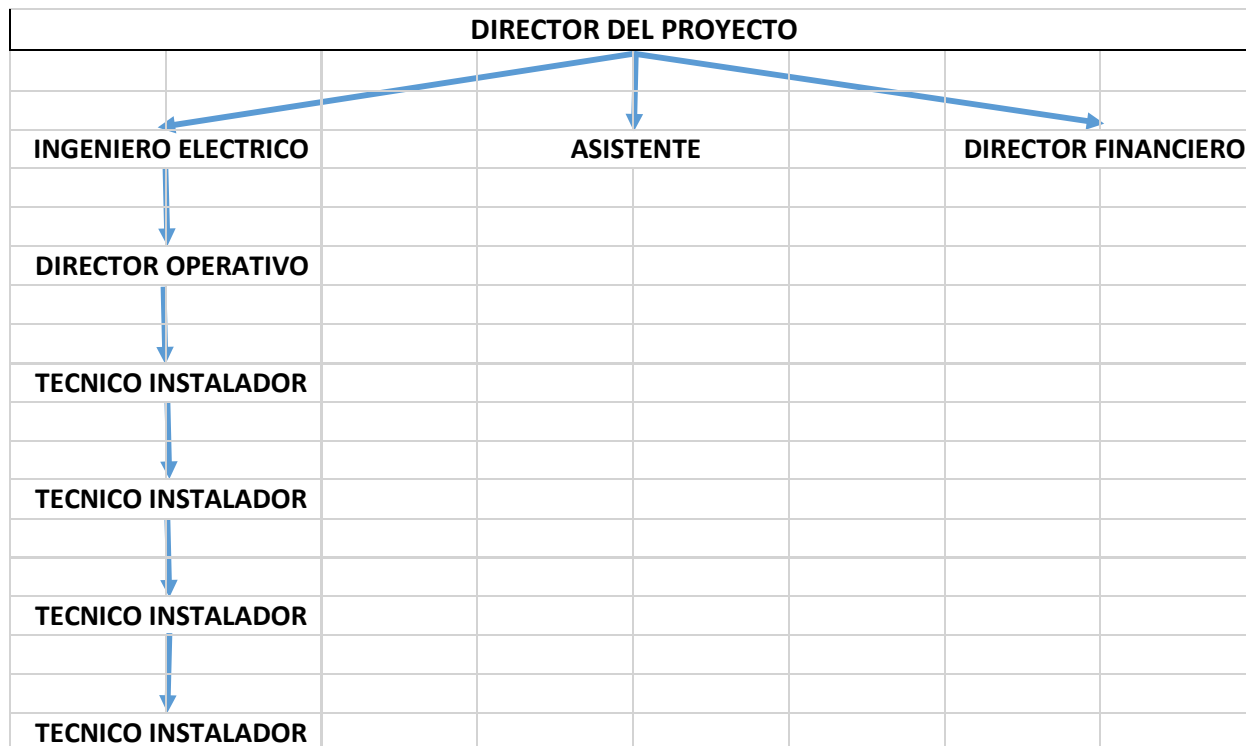 DIRECTOR DEL PROYECTO
INGENIERO ELECTRICO
ASISTENTE
DIRECTOR FINANCIERO
DIRECTOR OPERATIVO
TECNICO INSTALADOR
TECNICO INSTALADOR
TECNICO INSTALADOR
TECNICO INSTALADOR